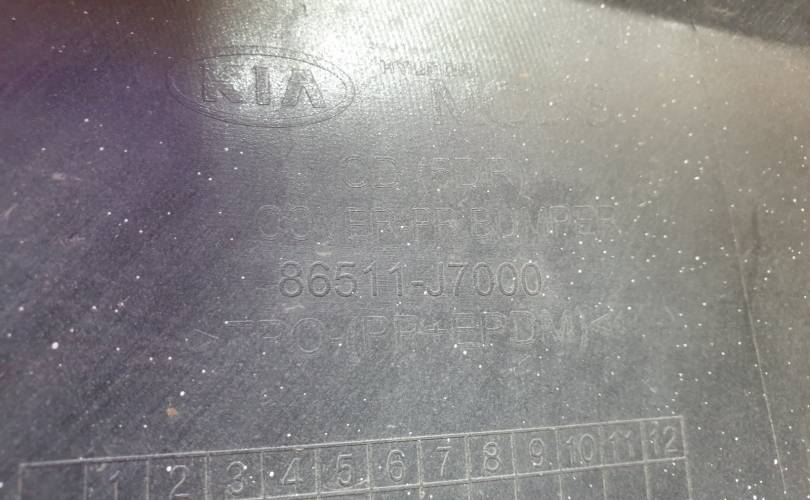 KIA
HYUNDAI
MOBIS
CD (5DR)
COVER-FR BUMPER
86511-J7000
>TPO-(PP+EPDM)<
1 2 3 4 5 6 7 8 9 10 11 12